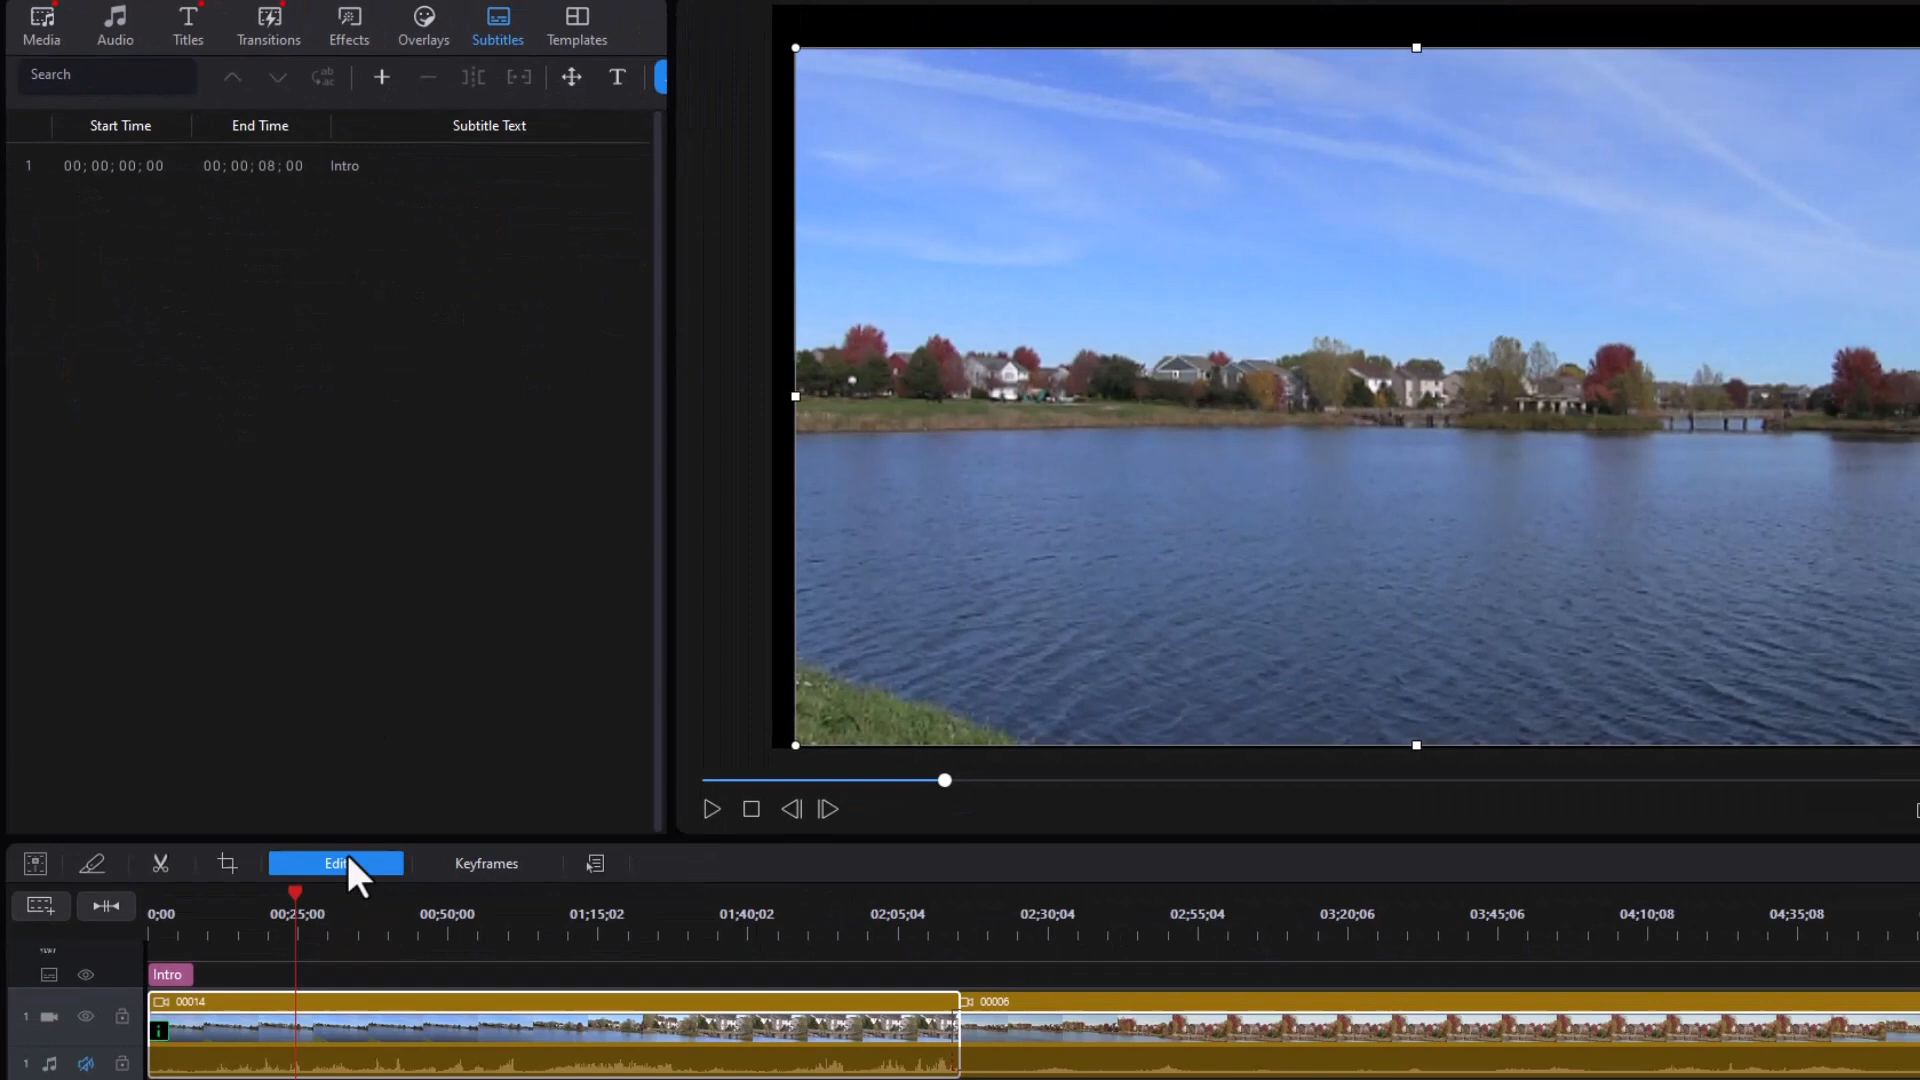 Media Audio Titles Transitions Effects Overlays Subtitles Templates
Search
Start Time End Time Subtitle Text
1 00;00;00;00 00;00;08;00 Intro
Edit Keyframes
0;00 00;25;00 00;50;00 01;15;02 01;40;02 02;05;04 02;30;04 02;55;04 03;20;06 03;45;06 04;10;08 04;35;08
Intro
1 00014 00006
1